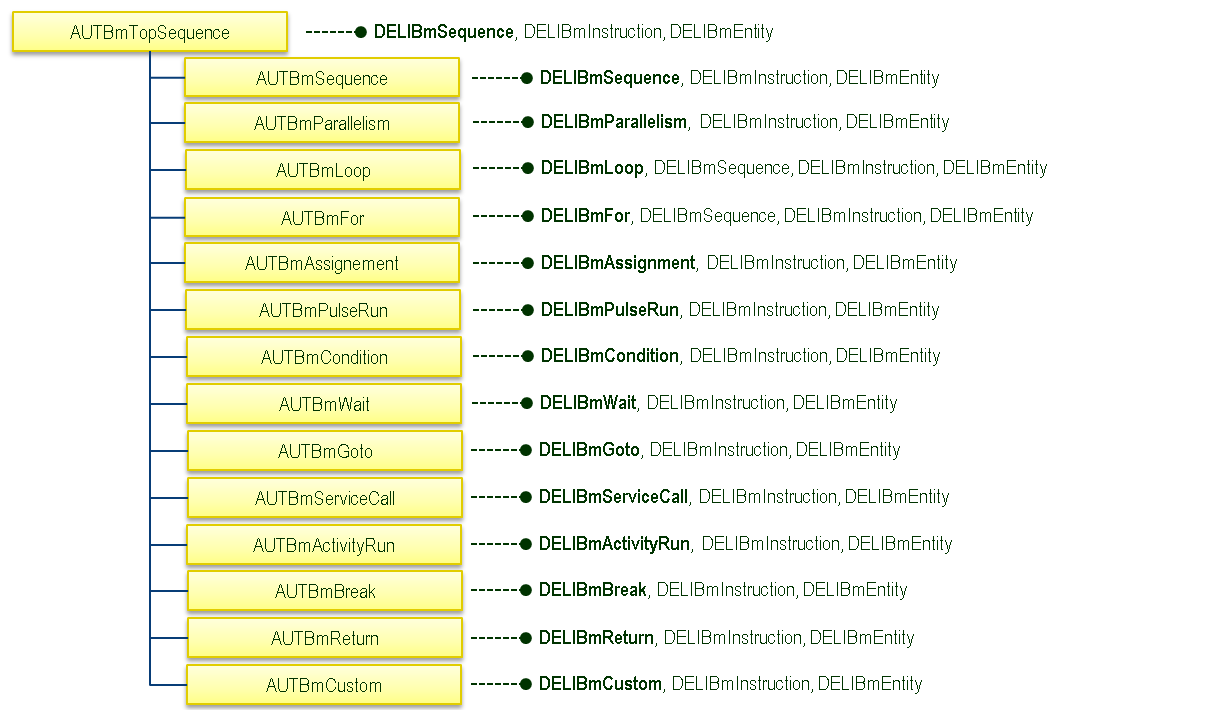 AUTBmTopSequence DELIBmSequence, DELIBmInstruction, DELIBmEntity
AUTBmSequence DELIBmSequence, DELIBmInstruction, DELIBmEntity
AUTBmParallelism DELIBmParallelism, DELIBmInstruction, DELIBmEntity
AUTBmLoop DELIBmLoop, DELIBmSequence, DELIBmInstruction, DELIBmEntity
AUTBmFor DELIBmFor, DELIBmSequence, DELIBmInstruction, DELIBmEntity
AUTBmAssignement DELIBmAssignment, DELIBmInstruction, DELIBmEntity
AUTBmPulseRun DELIBmPulseRun, DELIBmInstruction, DELIBmEntity
AUTBmCondition DELIBmCondition, DELIBmInstruction, DELIBmEntity
AUTBmWait DELIBmWait, DELIBmInstruction, DELIBmEntity
AUTBmGoto DELIBmGoto, DELIBmInstruction, DELIBmEntity
AUTBmServiceCall DELIBmServiceCall, DELIBmInstruction, DELIBmEntity
AUTBmActivityRun DELIBmActivityRun, DELIBmInstruction, DELIBmEntity
AUTBmBreak DELIBmBreak, DELIBmInstruction, DELIBmEntity
AUTBmReturn DELIBmReturn, DELIBmInstruction, DELIBmEntity
AUTBmCustom DELIBmCustom, DELIBmInstruction, DELIBmEntity